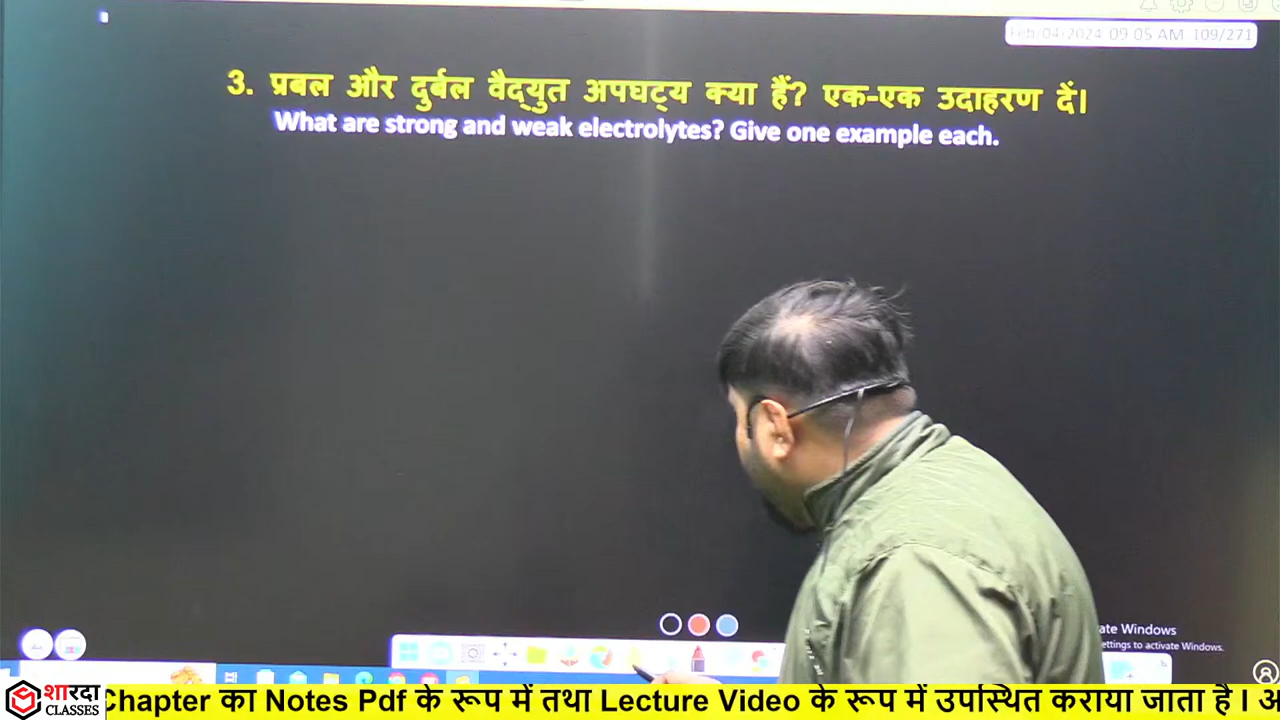 Feb/04/2024 09:05 AM 109/271
3. प्रबल और दुर्बल वैद्युत अपघट्य क्या हैं? एक-एक उदाहरण दें।
What are strong and weak electrolytes? Give one example each.
ate Windows
ettings to activate Windows.
शारदा
CLASSES
Chapter का Notes Pdf के रूप में तथा Lecture Video के रूप में उपस्थित कराया जाता है । अ